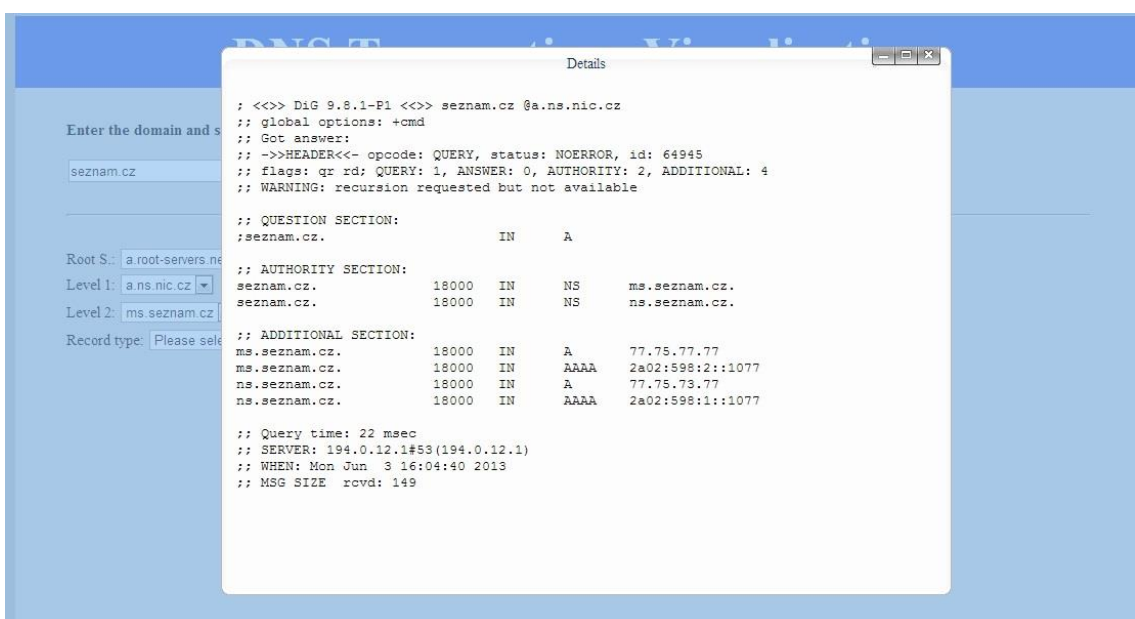 Details
; <<>> DiG 9.8.1-P1 <<>> seznam.cz @a.ns.nic.cz
;; global options: +cmd
;; Got answer:
;; ->>HEADER<<- opcode: QUERY, status: NOERROR, id: 64945
;; flags: qr rd; QUERY: 1, ANSWER: 0, AUTHORITY: 2, ADDITIONAL: 4
;; WARNING: recursion requested but not available
;; QUESTION SECTION:
;seznam.cz. IN A
;; AUTHORITY SECTION:
seznam.cz. 18000 IN NS ms.seznam.cz.
seznam.cz. 18000 IN NS ns.seznam.cz.
;; ADDITIONAL SECTION:
ms.seznam.cz. 18000 IN A 77.75.77.77
ms.seznam.cz. 18000 IN AAAA 2a02:598:2::1077
ns.seznam.cz. 18000 IN A 77.75.73.77
ns.seznam.cz. 18000 IN AAAA 2a02:598:1::1077
;; Query time: 22 msec
;; SERVER: 194.0.12.1#53(194.0.12.1)
;; WHEN: Mon Jun 3 16:04:40 2013
;; MSG SIZE rcvd: 149
Enter the domain and s
seznam.cz
Root S.: a.root-servers.ne
Level 1: a.ns.nic.cz
Level 2: ms.seznam.cz
Record type: Please sele